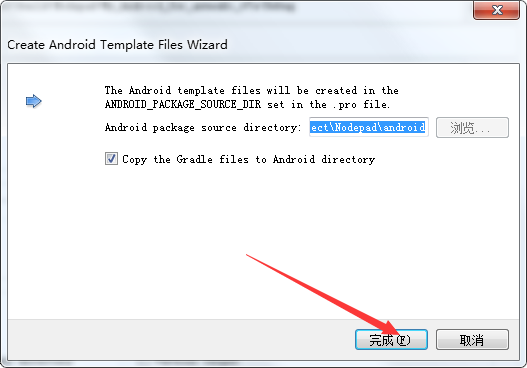 Create Android Template Files Wizard
The Android template files will be created in the
ANDROID_PACKAGE_SOURCE_DIR set in the .pro file.
Android package source directory: ect\Nodepad\android 浏览...
Copy the Gradle files to Android directory
完成(F) 取消